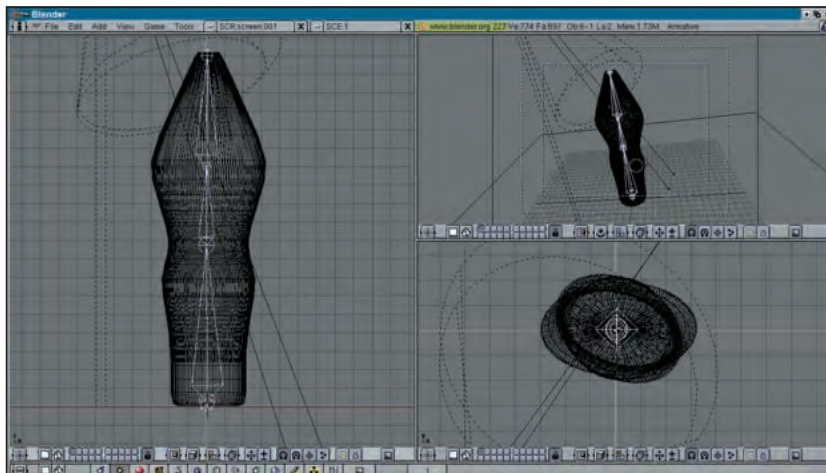 Blender
File Edit Add View Game Tools SCR:screen.001 X SCE:1 X www.blender.org 227 Ve:774 Fa:697 Ob:6-1 La:2 Mem:1.73M Armature